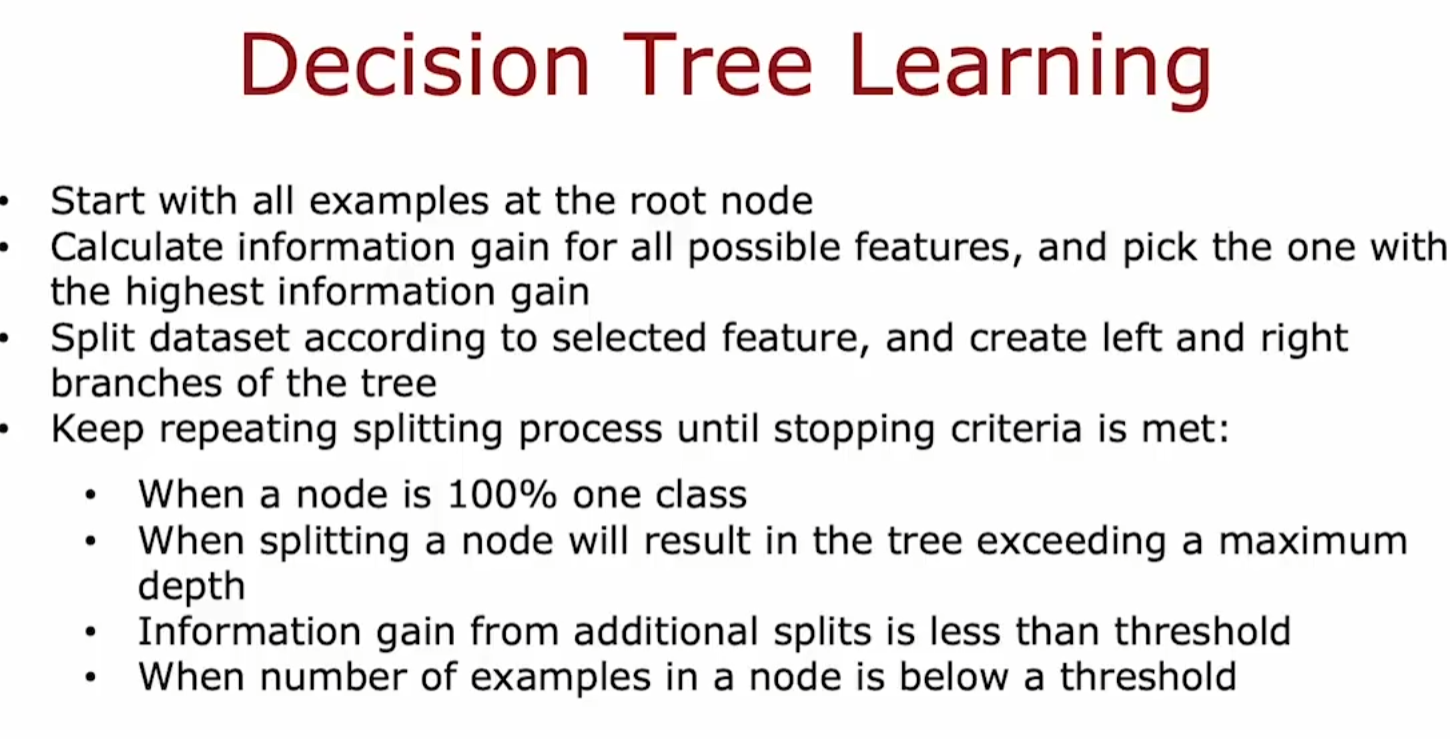 Decision Tree Learning
• Start with all examples at the root node
• Calculate information gain for all possible features, and pick the one with
the highest information gain
• Split dataset according to selected feature, and create left and right
branches of the tree
• Keep repeating splitting process until stopping criteria is met:
• When a node is 100% one class
• When splitting a node will result in the tree exceeding a maximum
depth
• Information gain from additional splits is less than threshold
• When number of examples in a node is below a threshold